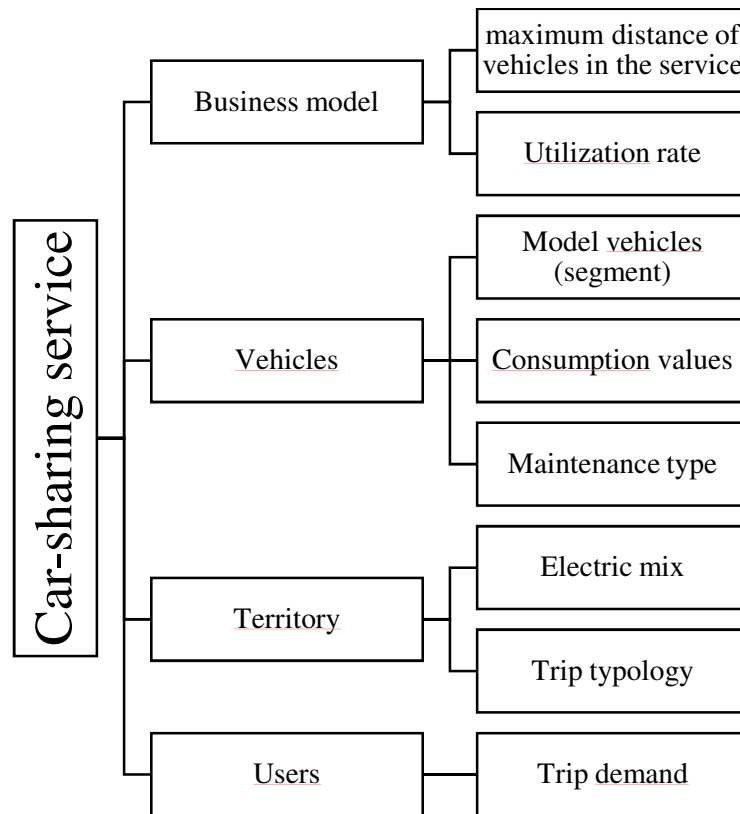 Car-sharing service
Business model
maximum distance of
vehicles in the service
Utilization rate
Vehicles
Model vehicles
(segment)
Consumption values
Maintenance type
Territory
Electric mix
Trip typology
Users
Trip demand